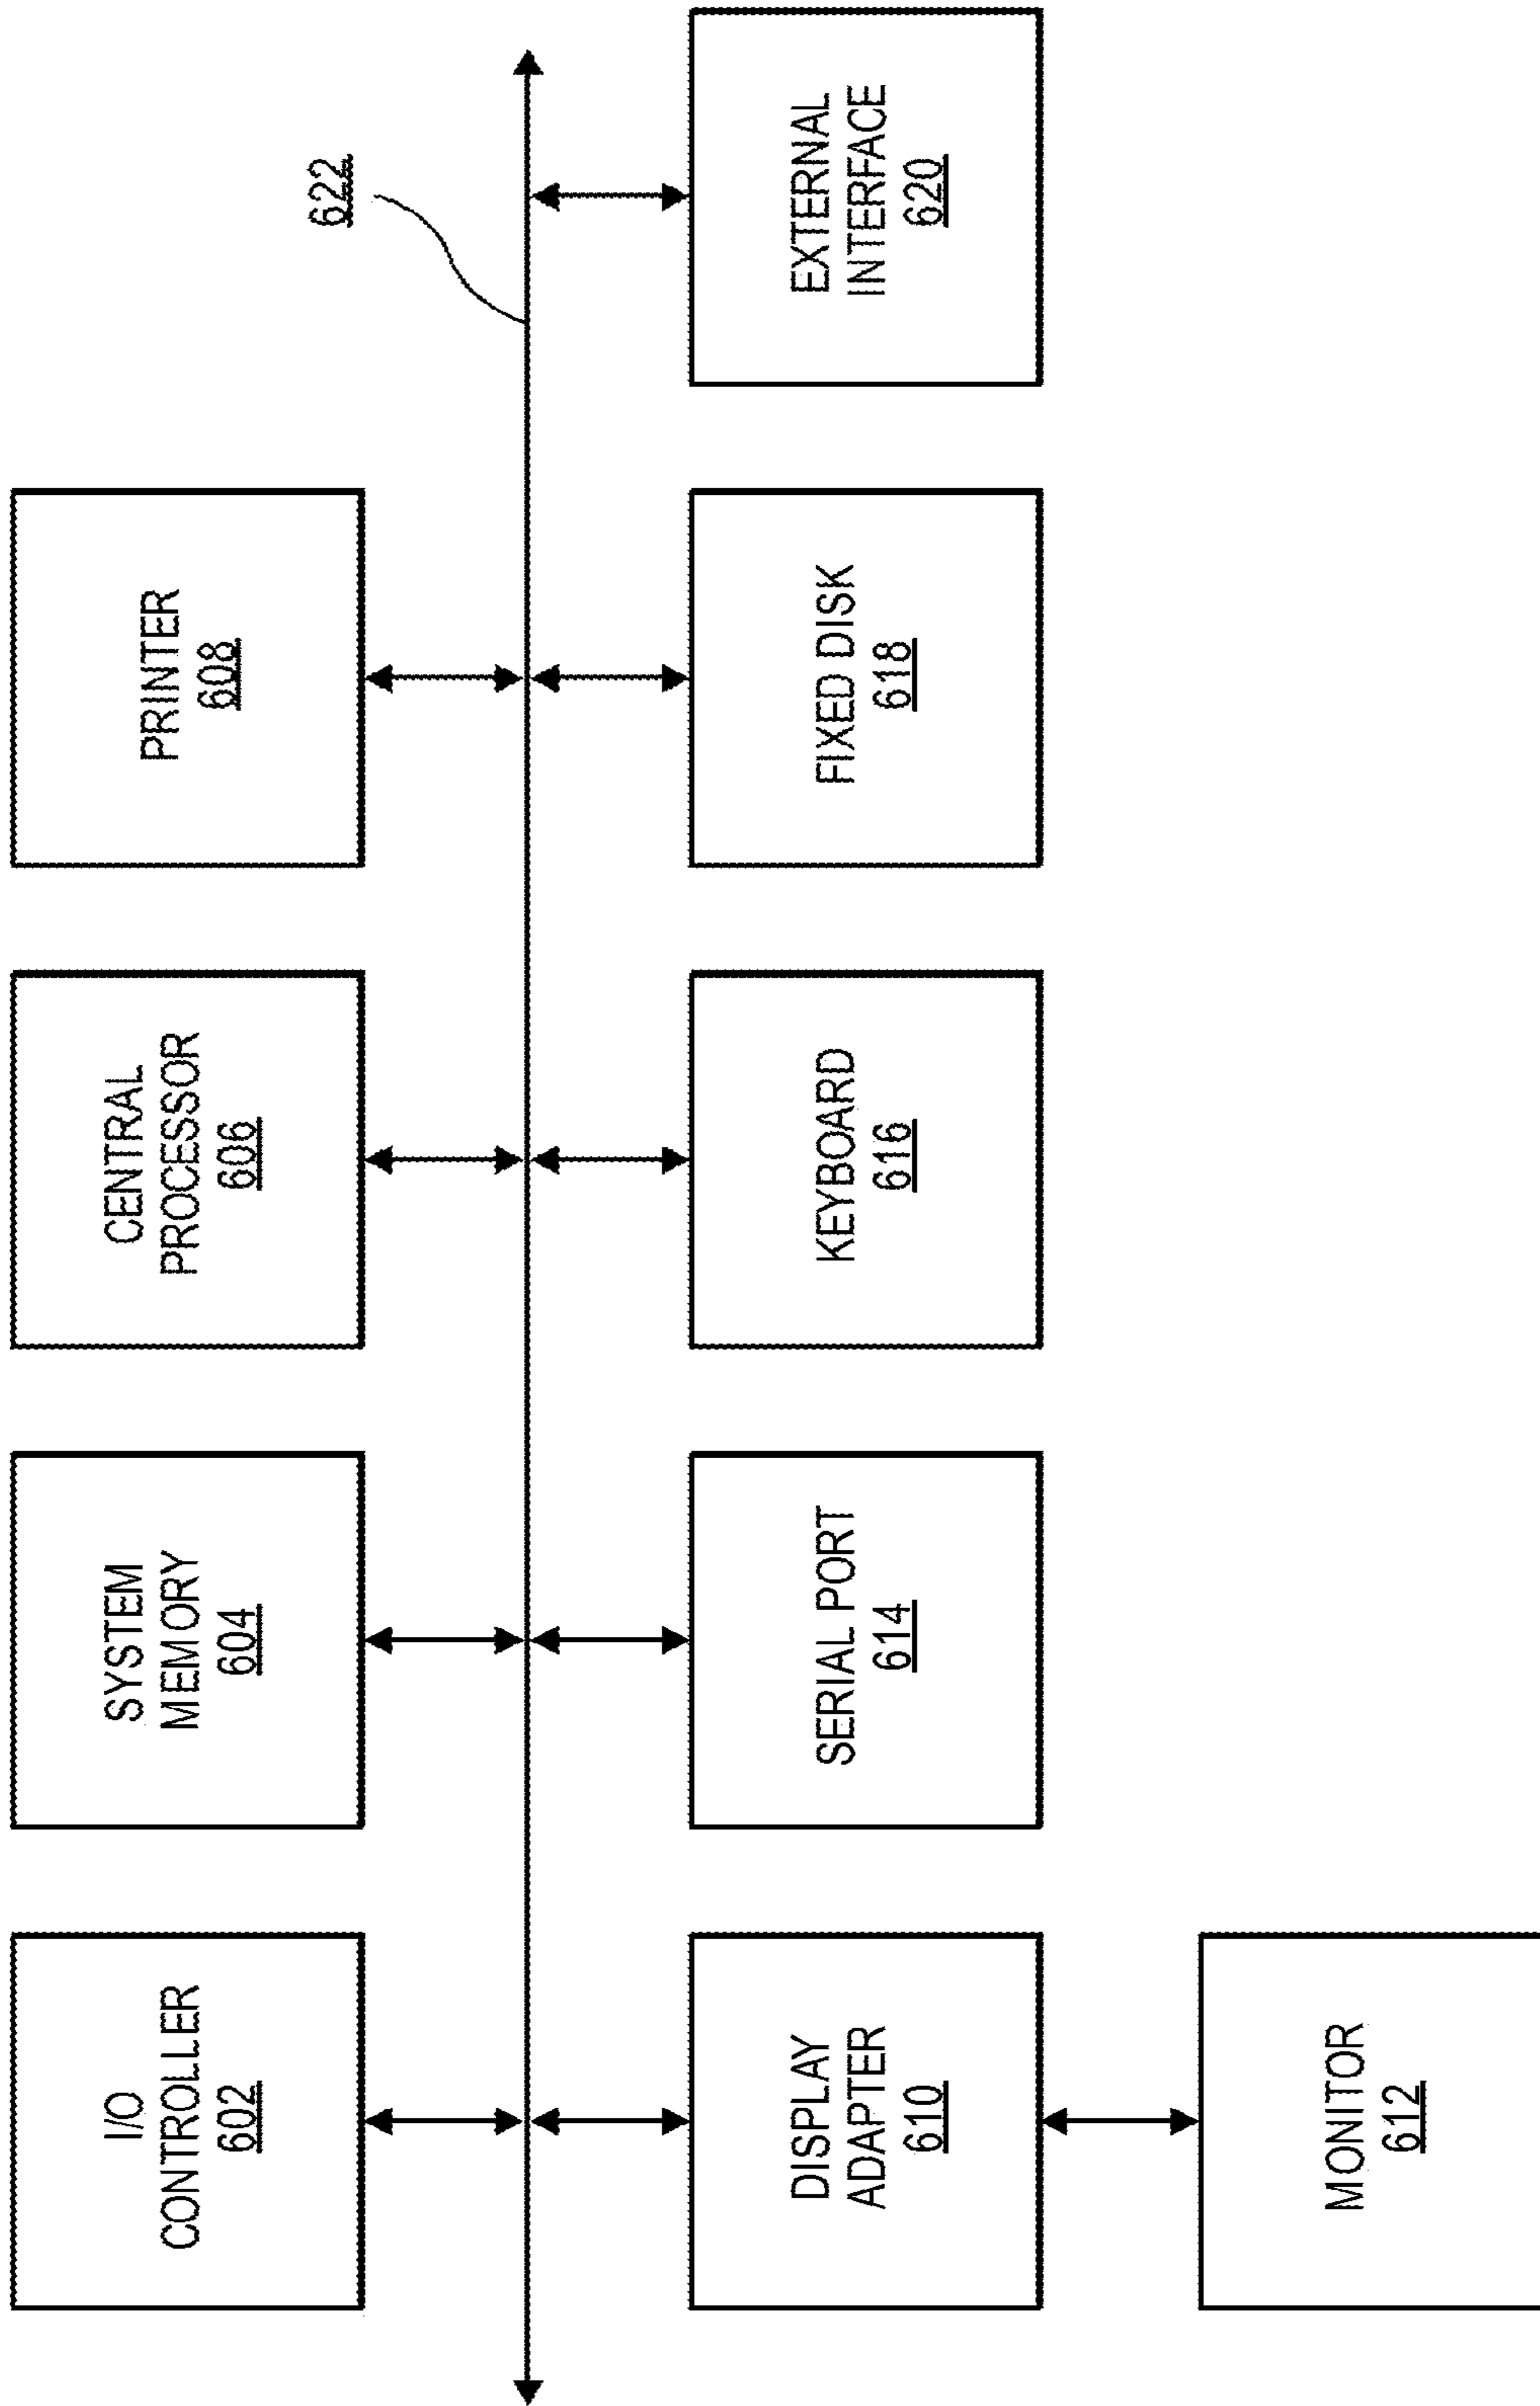 I/O
CONTROLLER
602
SYSTEM
MEMORY
604
CENTRAL
PROCESSOR
606
PRINTER
608
622
DISPLAY
ADAPTER
610
SERIAL PORT
614
KEYBOARD
616
FIXED DISK
618
EXTERNAL
INTERFACE
620
MONITOR
612